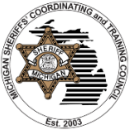 MICHIGAN SHERIFFS' COORDINATING and TRAINING COUNCIL
SHERIFF
MICHIGAN
Est. 2003